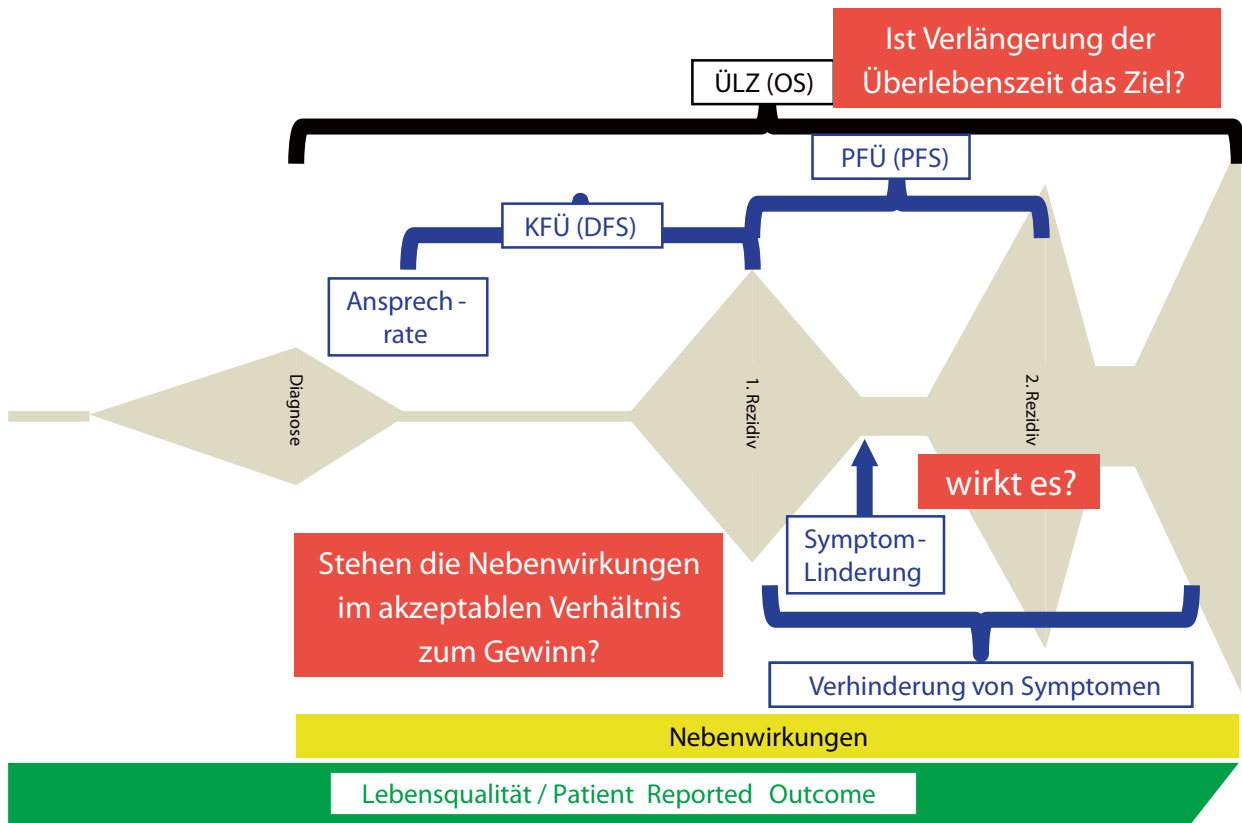 Ist Verlängerung der
Überlebenszeit das Ziel?
ÜLZ (OS)
PFÜ (PFS)
KFÜ (DFS)
Ansprech-
rate
Diagnose
1. Rezidiv
2. Rezidiv
wirkt es?
Symptom-
Linderung
Stehen die Nebenwirkungen
im akzeptablen Verhältnis
zum Gewinn?
Verhinderung von Symptomen
Nebenwirkungen
Lebensqualität / Patient Reported Outcome